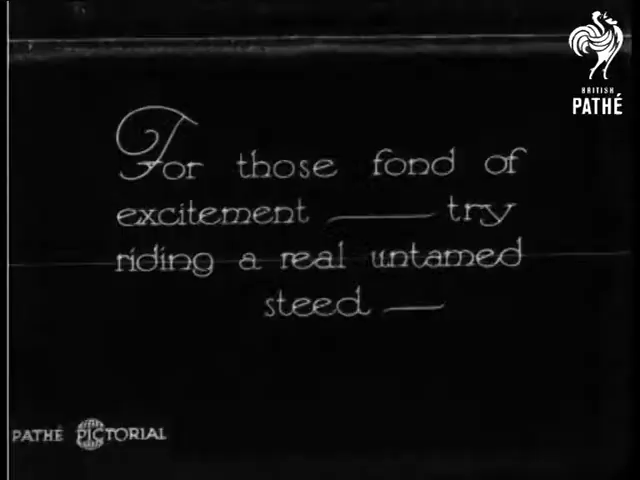 BRITISH
PATHÉ
For those fond of
excitement —— try
riding a real untamed
steed —
PATHÉ PICTORIAL